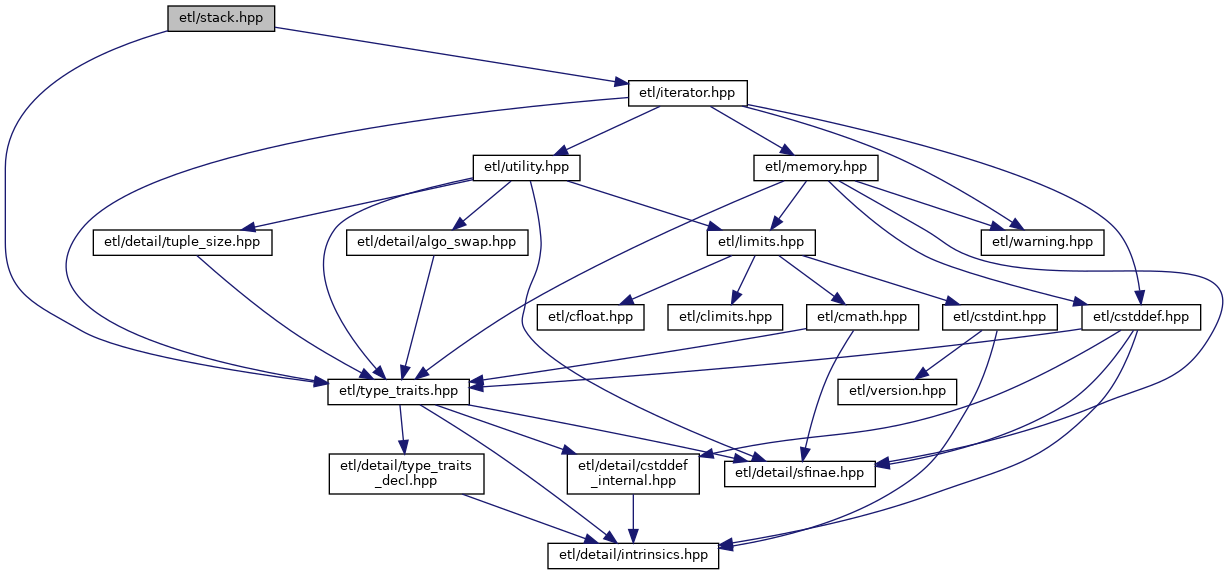 etl/stack.hpp
etl/iterator.hpp
etl/utility.hpp
etl/memory.hpp
etl/detail/tuple_size.hpp
etl/detail/algo_swap.hpp
etl/limits.hpp
etl/warning.hpp
etl/cfloat.hpp
etl/climits.hpp
etl/cmath.hpp
etl/cstdint.hpp
etl/cstddef.hpp
etl/type_traits.hpp
etl/version.hpp
etl/detail/type_traits
_decl.hpp
etl/detail/cstddef
_internal.hpp
etl/detail/sfinae.hpp
etl/detail/intrinsics.hpp